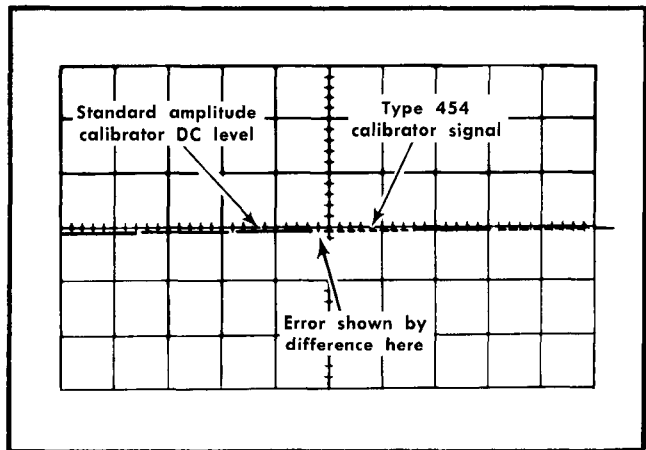 Standard amplitude
calibrator DC level
Type 454
calibrator signal
Error shown by
difference here